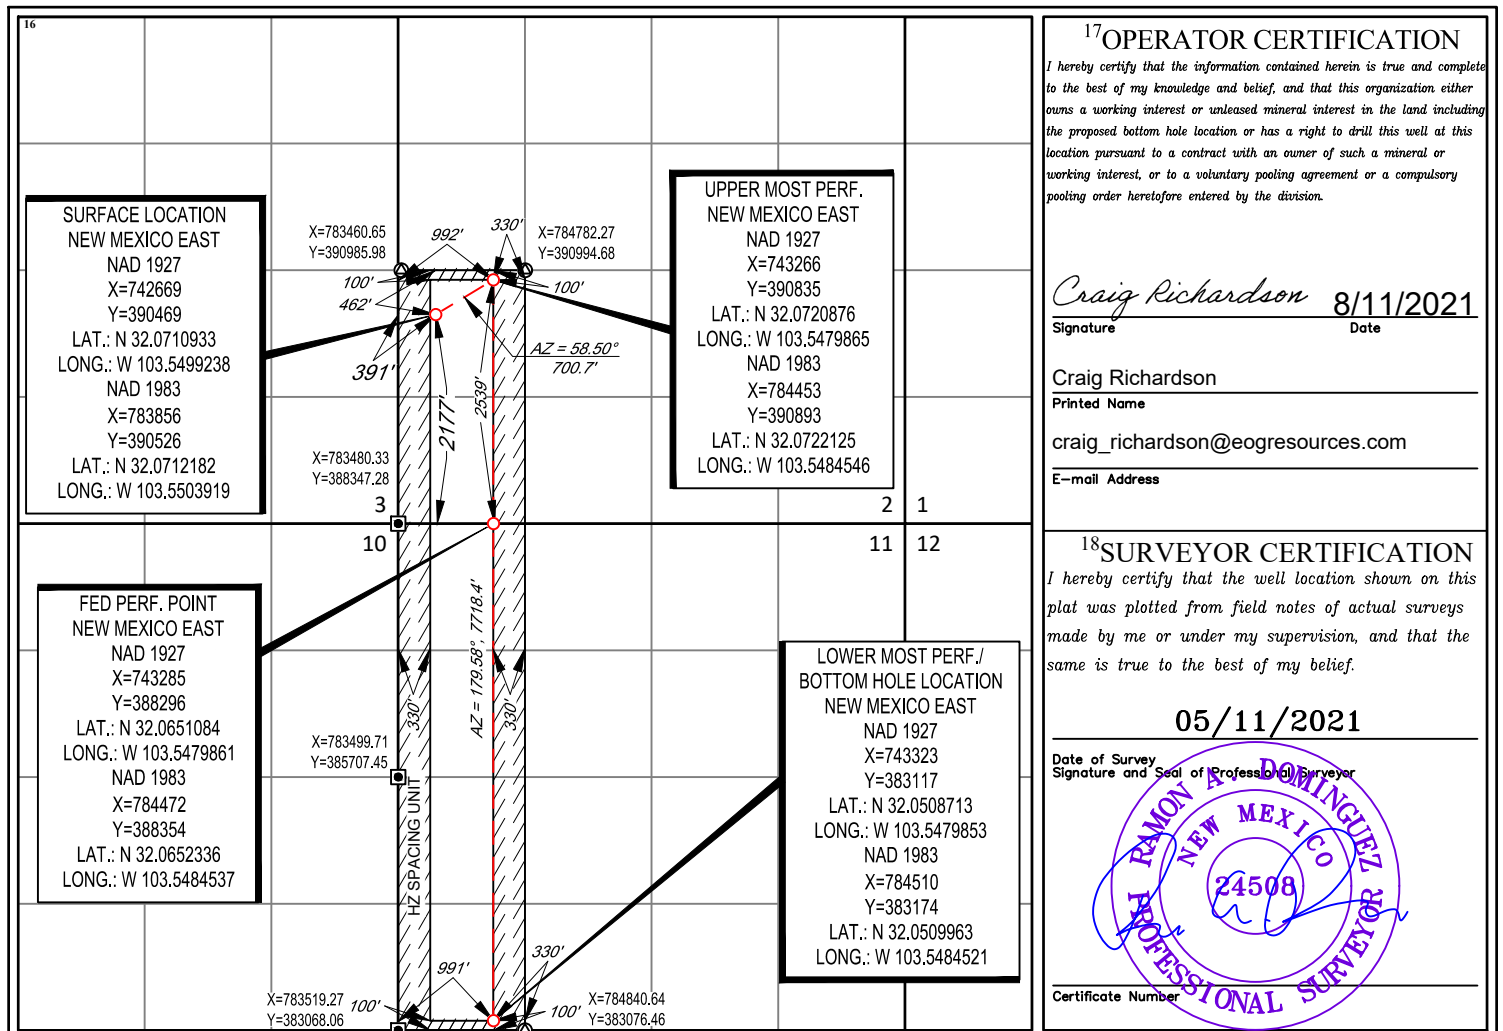 16
SURFACE LOCATION
NEW MEXICO EAST
NAD 1927
X=742669
Y=390469
LAT.: N 32.0710933
LONG.: W 103.5499238
NAD 1983
X=783856
Y=390526
LAT.: N 32.0712182
LONG.: W 103.5503919
X=783460.65
Y=390985.98
992'
330'
X=784782.27
Y=390994.68
100'
100'
462'
391'
AZ = 58.50°
700.7'
2177'
2539'
UPPER MOST PERF.
NEW MEXICO EAST
NAD 1927
X=743266
Y=390835
LAT.: N 32.0720876
LONG.: W 103.5479865
NAD 1983
X=784453
Y=390893
LAT.: N 32.0722125
LONG.: W 103.5484546
X=783480.33
Y=388347.28
3
2
1
10
11
12
FED PERF. POINT
NEW MEXICO EAST
NAD 1927
X=743285
Y=388296
LAT.: N 32.0651084
LONG.: W 103.5479861
NAD 1983
X=784472
Y=388354
LAT.: N 32.0652336
LONG.: W 103.5484537
AZ = 179.58°, 7718.4'
330'
330'
X=783499.71
Y=385707.45
HZ SPACING UNIT
LOWER MOST PERF./
BOTTOM HOLE LOCATION
NEW MEXICO EAST
NAD 1927
X=743323
Y=383117
LAT.: N 32.0508713
LONG.: W 103.5479853
NAD 1983
X=784510
Y=383174
LAT.: N 32.0509963
LONG.: W 103.5484521
991'
330'
X=783519.27
Y=383068.06
100'
100'
X=784840.64
Y=383076.46
17OPERATOR CERTIFICATION
I hereby certify that the information contained herein is true and complete
to the best of my knowledge and belief, and that this organization either
owns a working interest or unleased mineral interest in the land including
the proposed bottom hole location or has a right to drill this well at this
location pursuant to a contract with an owner of such a mineral or
working interest, or to a voluntary pooling agreement or a compulsory
pooling order heretofore entered by the division.
Craig Richardson 8/11/2021
Signature Date
Craig Richardson
Printed Name
craig_richardson@eogresources.com
E-mail Address
18SURVEYOR CERTIFICATION
I hereby certify that the well location shown on this
plat was plotted from field notes of actual surveys
made by me or under my supervision, and that the
same is true to the best of my belief.
05/11/2021
Date of Survey
Signature and Seal of Professional Surveyor
RAMON A. DOMINGUEZ
NEW MEXICO
24508
PROFESSIONAL SURVEYOR
Certificate Number